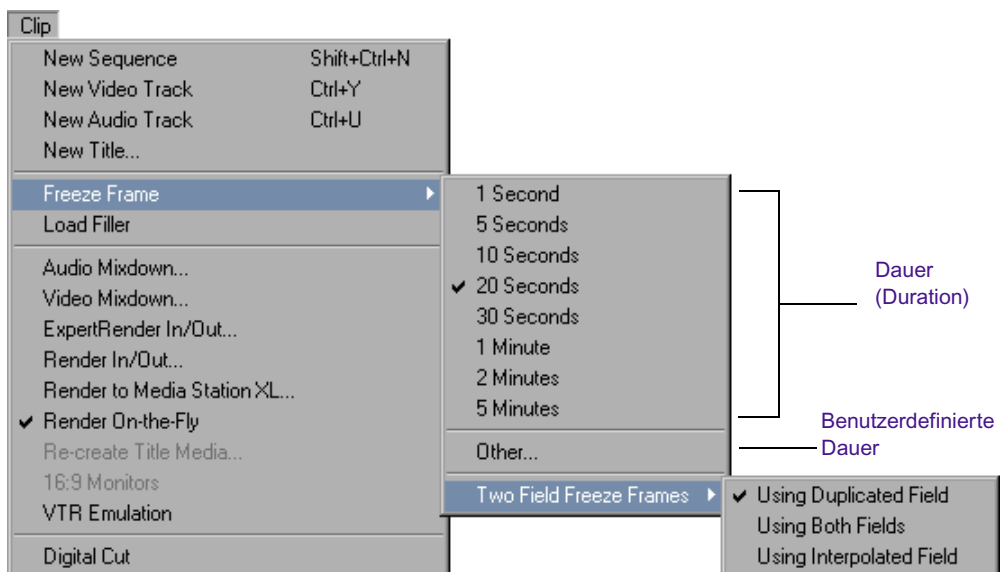 Clip
New Sequence Shift+Ctrl+N
New Video Track Ctrl+Y
New Audio Track Ctrl+U
New Title...
Freeze Frame
Load Filler
Audio Mixdown...
Video Mixdown...
ExpertRender In/Out...
Render In/Out...
Render to Media Station XL...
Render On-the-Fly
Re-create Title Media...
16:9 Monitors
VTR Emulation
Digital Cut
1 Second
5 Seconds
10 Seconds
20 Seconds
30 Seconds
1 Minute
2 Minutes
5 Minutes
Other...
Two Field Freeze Frames
Using Duplicated Field
Using Both Fields
Using Interpolated Field
Dauer
(Duration)
Benutzerdefinierte
Dauer